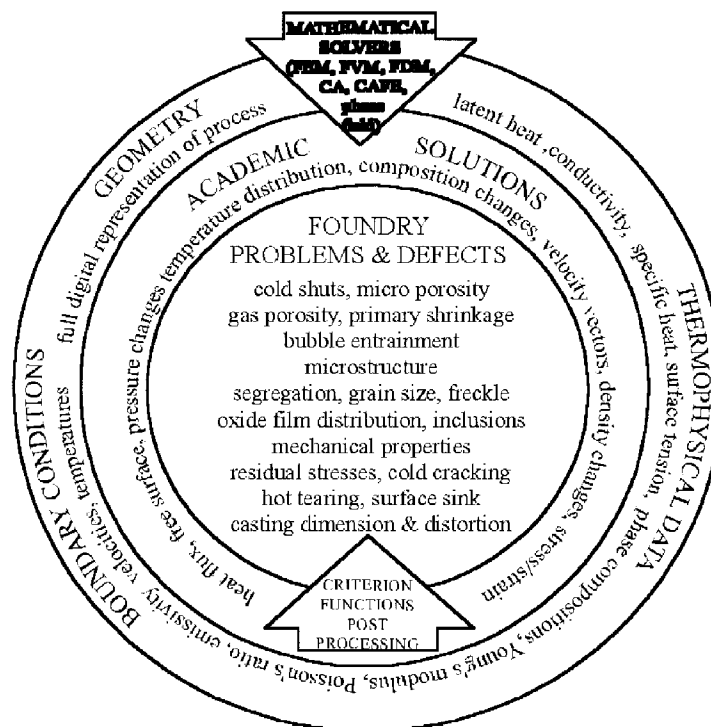 MATHEMATICAL
SOLVERS
(FEM, FVM, FDM,
CA, CAFE,
phase
field)
GEOMETRY
full digital representation of process
BOUNDARY CONDITIONS
velocities, temperatures
THERMOPHYSICAL DATA
latent heat ,conductivity, specific heat, surface tension, phase compositions, Young's modulus, Poisson's ratio, emissivity
ACADEMIC SOLUTIONS
heat flux, free surface, pressure changes temperature distribution, composition changes, velocity vectors, density changes, stress/strain
FOUNDRY
PROBLEMS & DEFECTS
cold shuts, micro porosity
gas porosity, primary shrinkage
bubble entrainment
microstructure
segregation, grain size, freckle
oxide film distribution, inclusions
mechanical properties
residual stresses, cold cracking
hot tearing, surface sink
casting dimension & distortion
CRITERION
FUNCTIONS
POST
PROCESSING